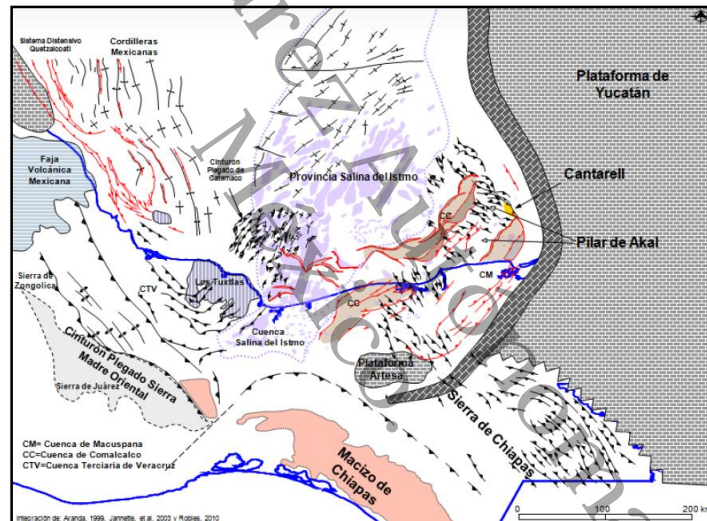 Sistema Distensivo
Quetzalcoatl
Cordilleras
Mexicanas
Plataforma de
Yucatán
Faja
Volcánica
Mexicana
Cinturón
Plegado de
Catemaco
Provincia Salina del Istmo
Cantarell
CC
Pilar de Akal
Sierra de
Zongolica
CTV
Los Tuxtlas
CM
CC
Cuenca
Salina del Istmo
Cinturón Plegado Sierra
Madre Oriental
Sierra de Juárez
Plataforma
Artesa
Sierra de Chiapas
Macizo de
Chiapas
CM= Cuenca de Macuspana
CC=Cuenca de Comalcalco
CTV=Cuenca Terciaria de Veracruz
0 100 200 km
Integración de: Aranda, 1999, Jannette, et al, 2003 y Robles, 2010
México.